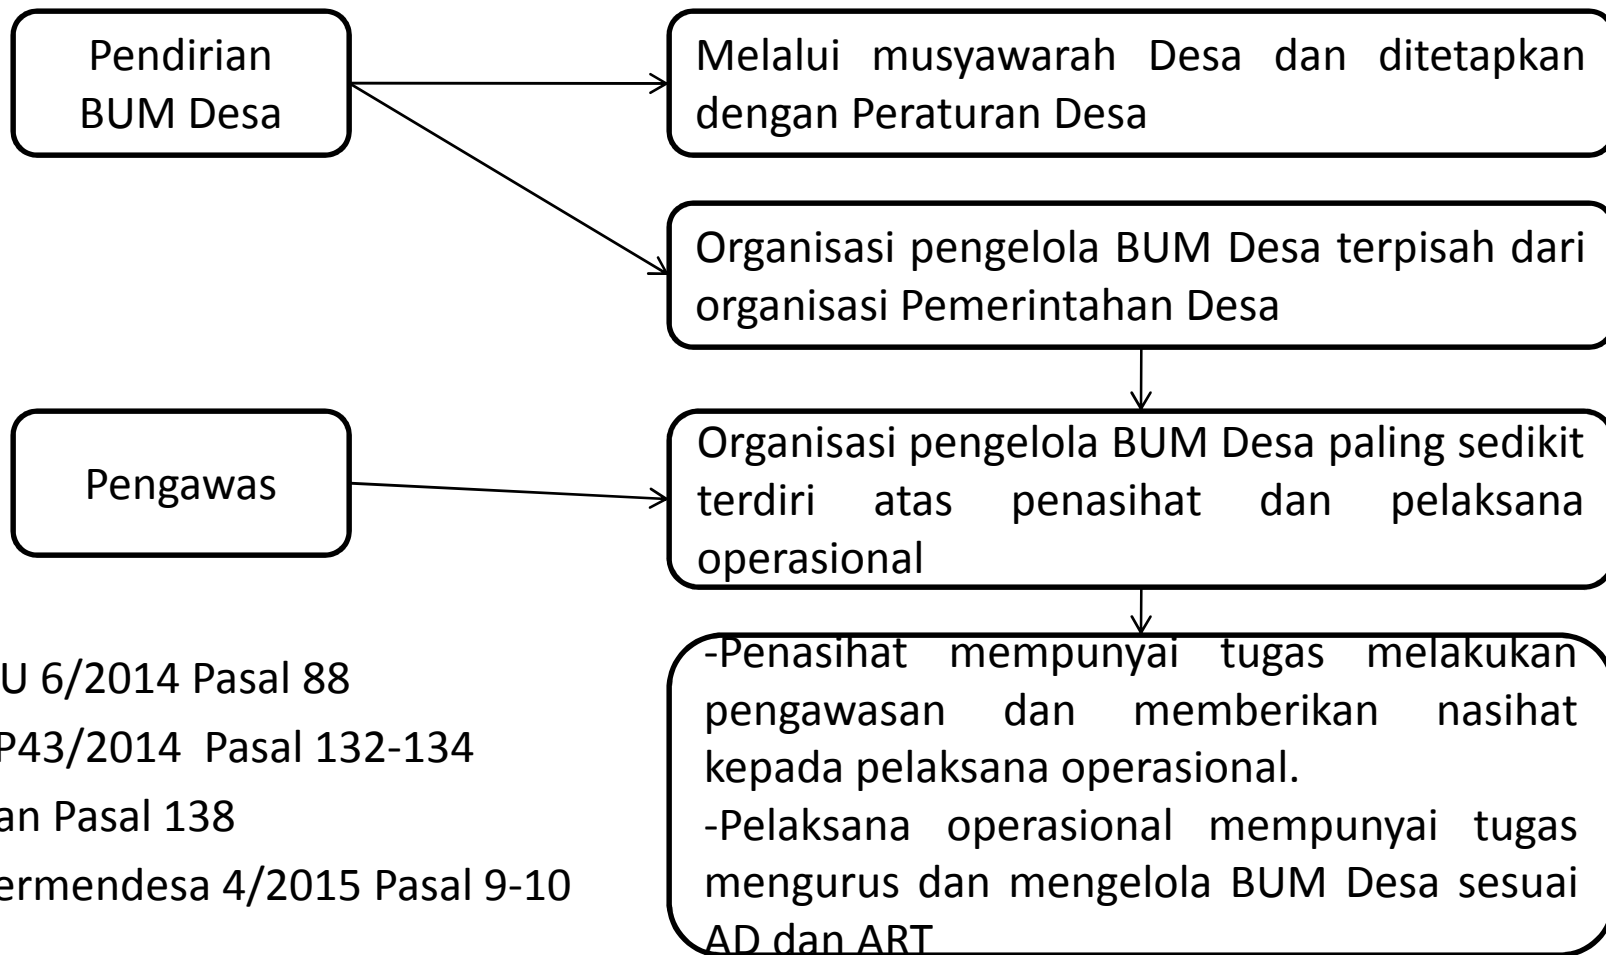 Pendirian
BUM Desa
Melalui musyawarah Desa dan ditetapkan
dengan Peraturan Desa
Organisasi pengelola BUM Desa terpisah dari
organisasi Pemerintahan Desa
Pengawas
Organisasi pengelola BUM Desa paling sedikit
terdiri atas penasihat dan pelaksana
operasional
U 6/2014 Pasal 88
P43/2014 Pasal 132-134
an Pasal 138
ermendesa 4/2015 Pasal 9-10
-Penasihat mempunyai tugas melakukan
pengawasan dan memberikan nasihat
kepada pelaksana operasional.
-Pelaksana operasional mempunyai tugas
mengurus dan mengelola BUM Desa sesuai
AD dan ART